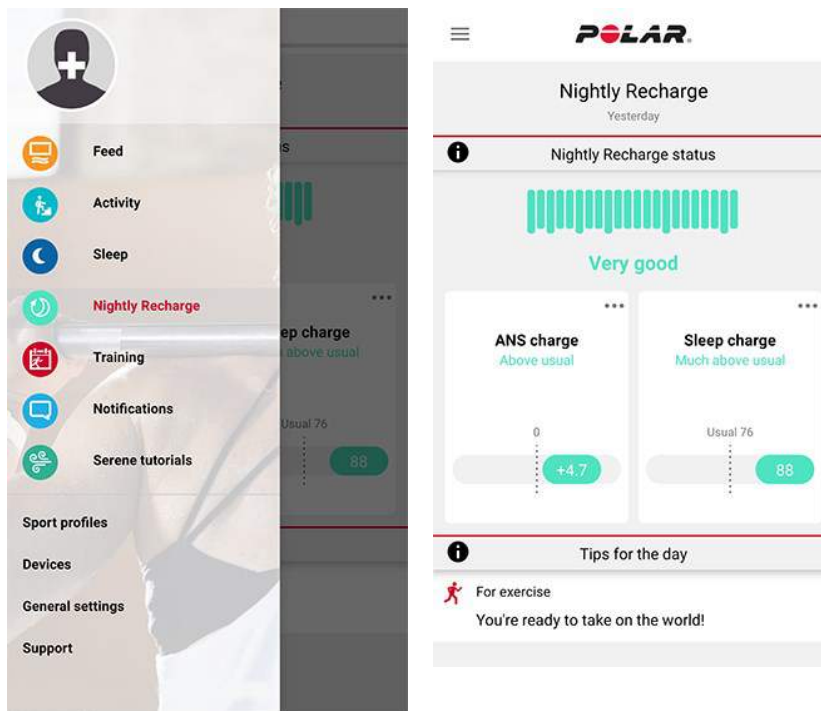 Feed
Activity
Sleep
Nightly Recharge
Training
Notifications
Serene tutorials
Sport profiles
Devices
General settings
Support
s
ep charge
above usual
Usual 76
88
POLAR.
Nightly Recharge
Yesterday
Nightly Recharge status
Very good
ANS charge
Above usual
0
+4.7
Sleep charge
Much above usual
Usual 76
88
Tips for the day
For exercise
You're ready to take on the world!